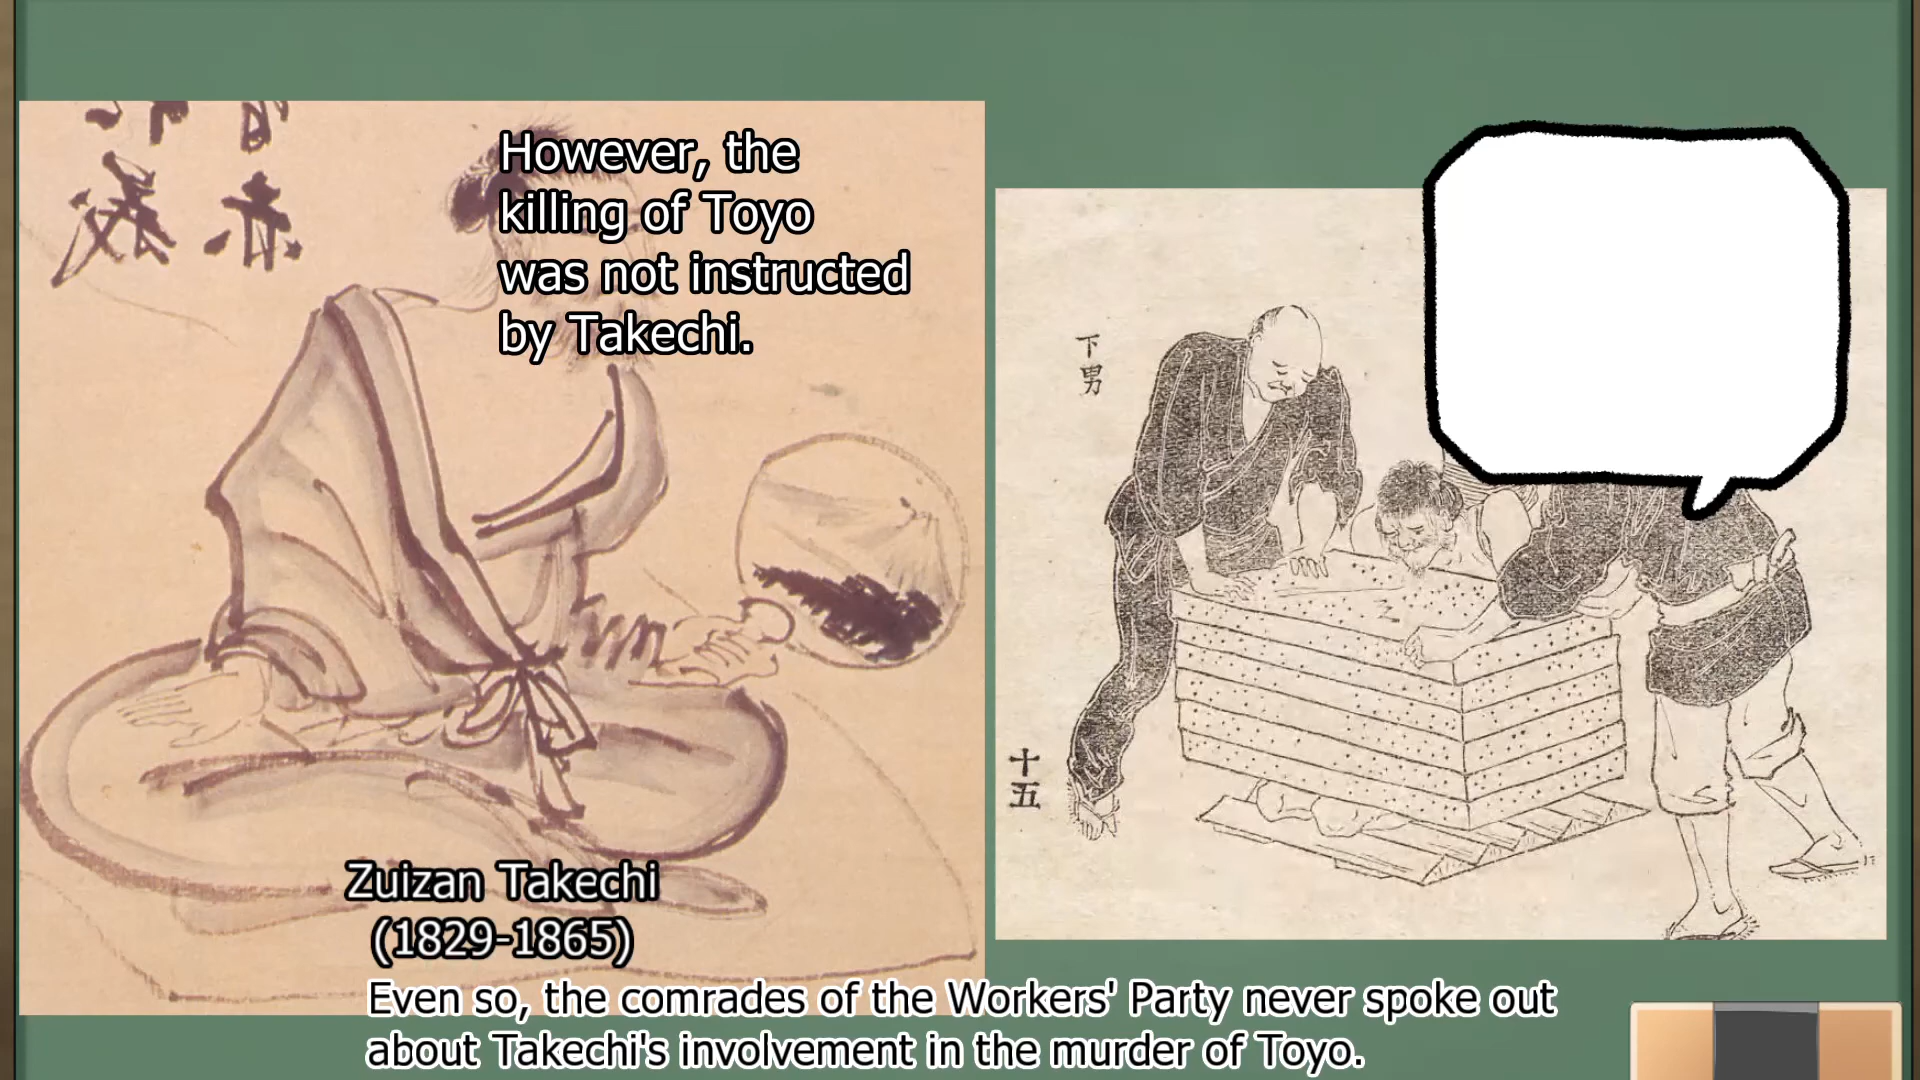 However, the
killing of Toyo
was not instructed
by Takechi.
下男
十五
Zuizan Takechi
(1829-1865)
Even so, the comrades of the Workers' Party never spoke out
about Takechi's involvement in the murder of Toyo.